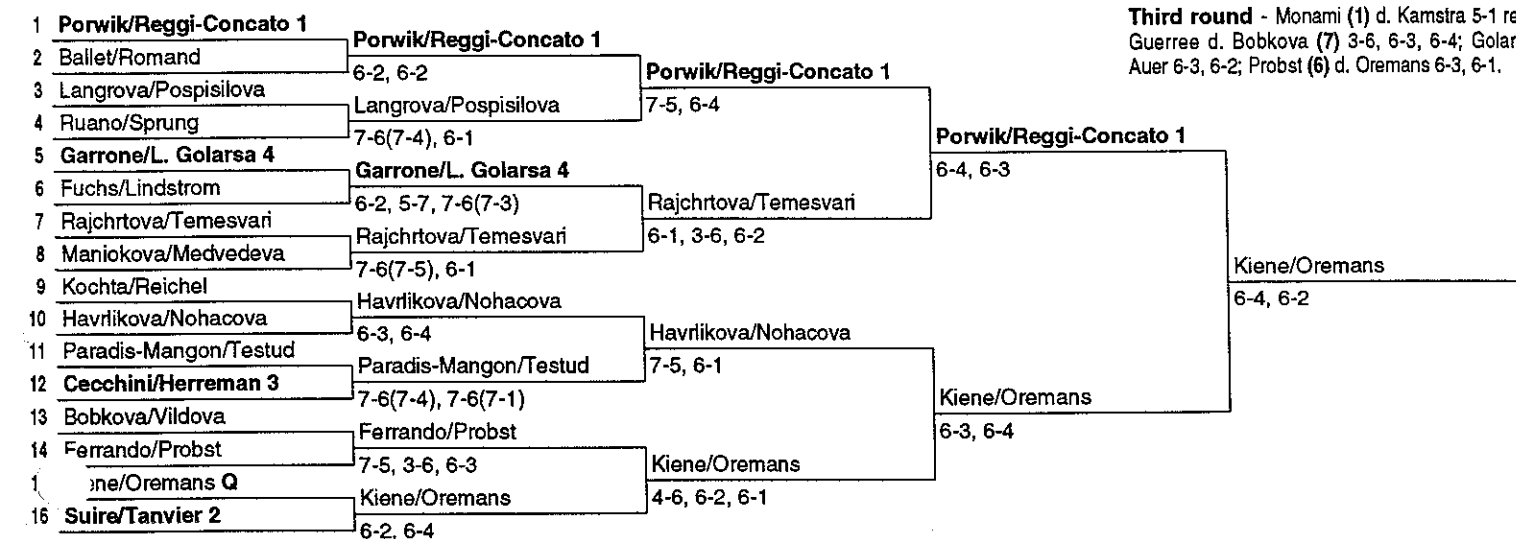 Third round - Monami (1) d. Kamstra 5-1
Guerree d. Bobkova (7) 3-6, 6-3, 6-4;
Auer 6-3, 6-2; Probst (6) d. Oremans 6-3, 6-1.
1 Porwik/Reggi-Concato 1
2 Ballet/Romand
3 Langrova/Pospisilova
4 Ruano/Sprung
5 Garrone/L. Golarsa 4
6 Fuchs/Lindstrom
7 Rajchrtova/Temesvari
8 Maniokova/Medvedeva
9 Kochta/Reichel
10 Havrlikova/Nohacova
11 Paradis-Mangon/Testud
12 Cecchini/Herreman 3
13 Bobkova/Vildova
14 Ferrando/Probst
ne/Oremans Q
16 Suire/Tanvier 2
Porwik/Reggi-Concato 1
6-2, 6-2
Langrova/Pospisilova
7-6(7-4), 6-1
Garrone/L. Golarsa 4
6-2, 5-7, 7-6(7-3)
Rajchrtova/Temesvari
7-6(7-5), 6-1
Havrlikova/Nohacova
6-3, 6-4
Paradis-Mangon/Testud
7-6(7-4), 7-6(7-1)
Ferrando/Probst
7-5, 3-6, 6-3
Kiene/Oremans
6-2, 6-4
Porwik/Reggi-Concato 1
7-5, 6-4
Rajchrtova/Temesvari
6-1, 3-6, 6-2
Havrlikova/Nohacova
7-5, 6-1
Kiene/Oremans
4-6, 6-2, 6-1
Porwik/Reggi-Concato 1
6-4, 6-3
Kiene/Oremans
6-3, 6-4
Kiene/Oremans
6-4, 6-2